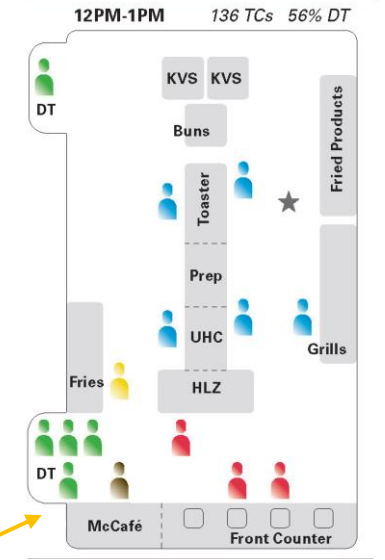 12PM-1PM 136 TCs 56% DT
KVS KVS
DT
Buns
Fried Products
Toaster
Prep
UHC
Grills
Fries
HLZ
DT
McCafé
Front Counter